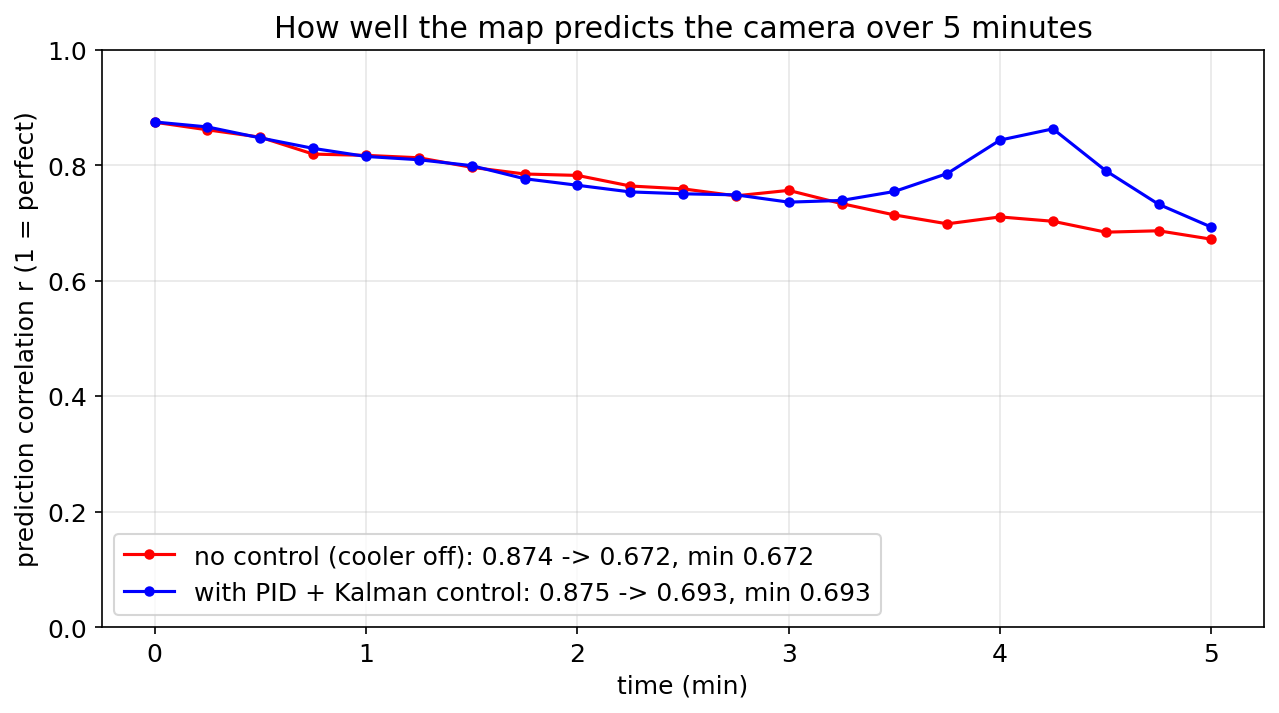 How well the map predicts the camera over 5 minutes
prediction correlation r (1 = perfect)
1.0
0.8
0.6
0.4
0.2
0.0
no control (cooler off): 0.874 -> 0.672, min 0.672
with PID + Kalman control: 0.875 -> 0.693, min 0.693
0 1 2 3 4 5
time (min)